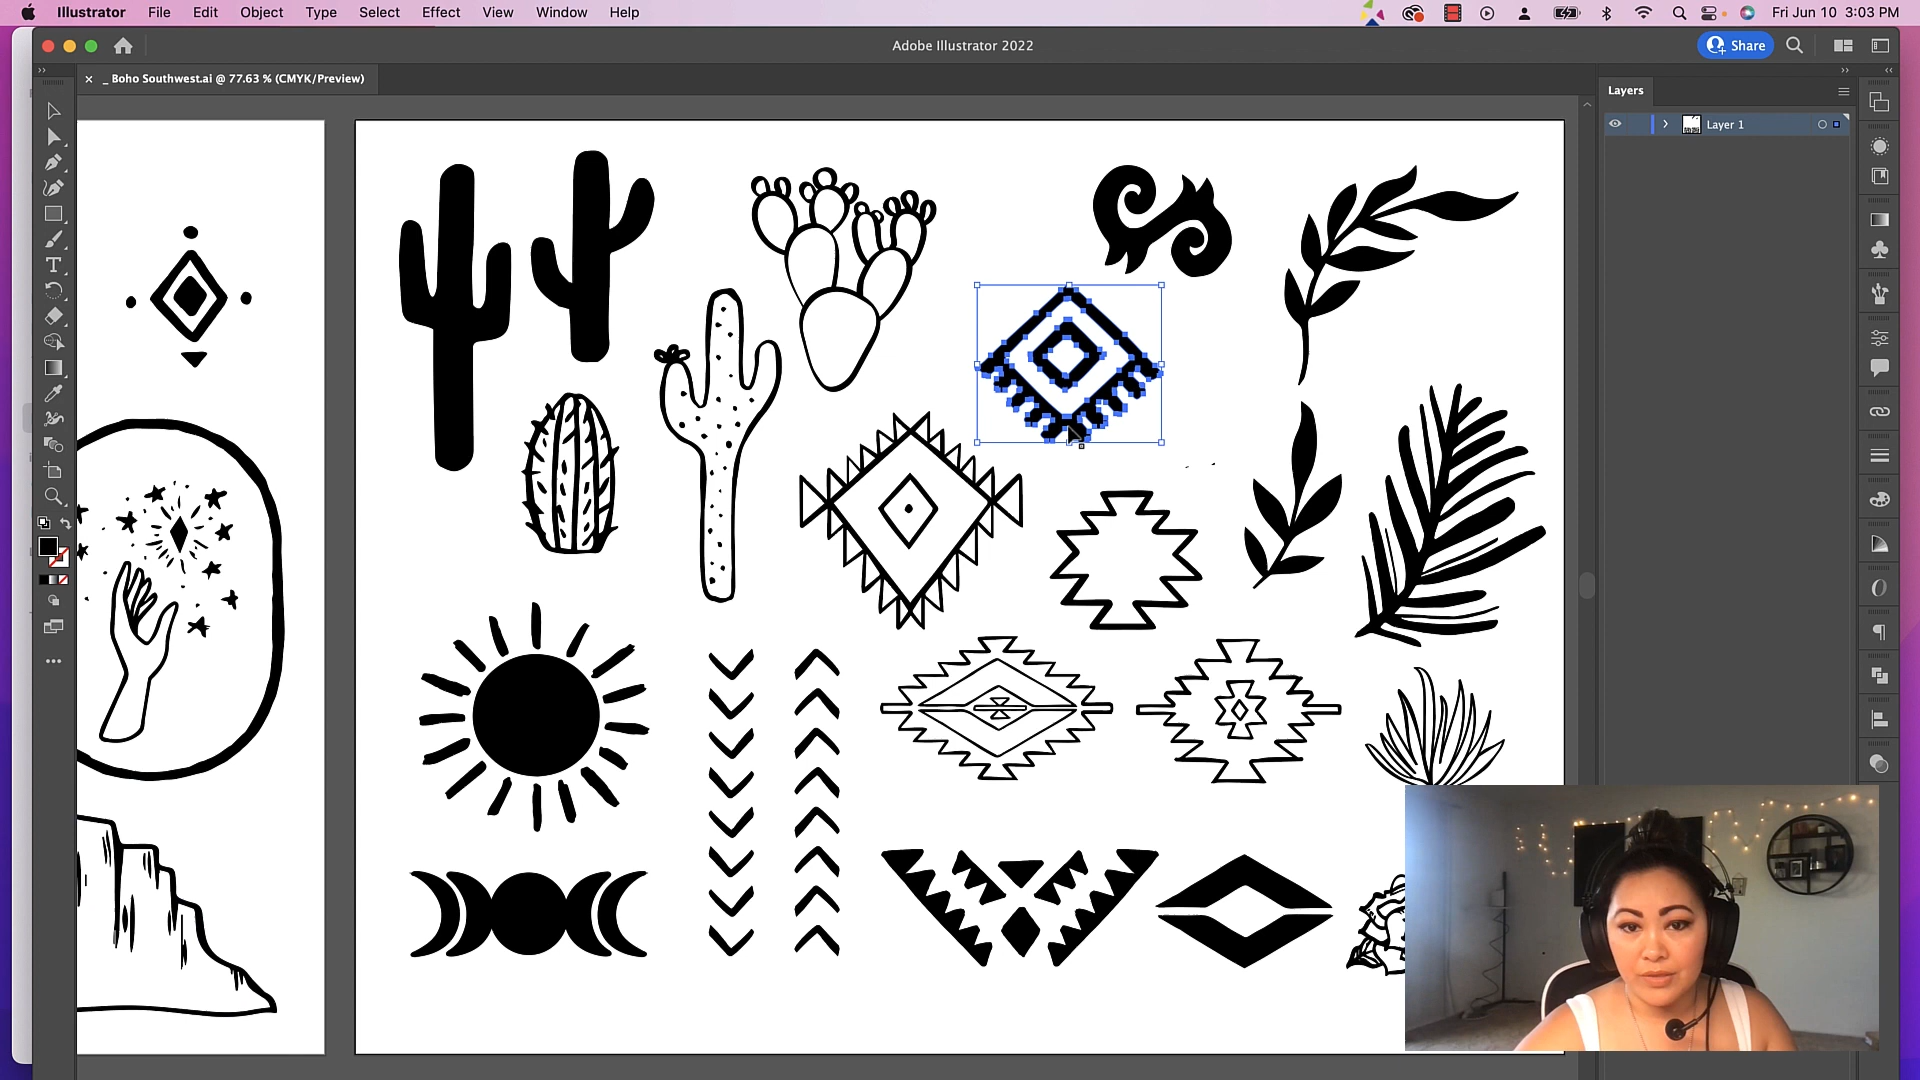 Illustrator File Edit Object Type Select Effect View Window Help Fri Jun 10 3:03 PM
Adobe Illustrator 2022 Share
_ Boho Southwest.ai @ 77.63 % (CMYK/Preview)
Layers
Layer 1